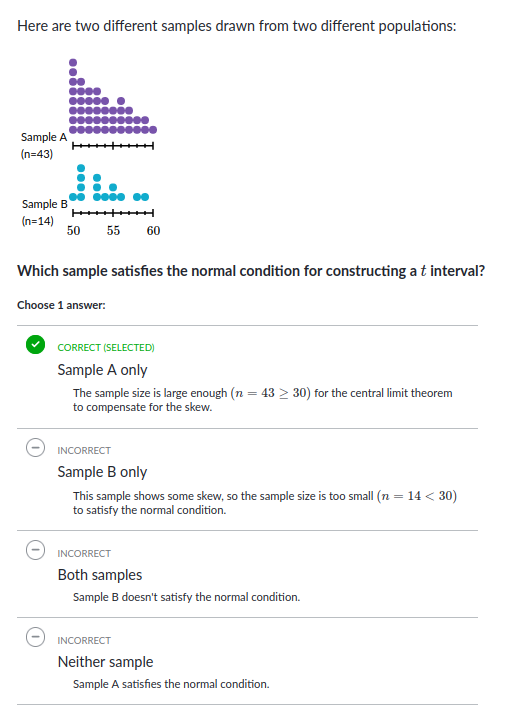 Here are two different samples drawn from two different populations:
Sample A
(n=43)
Sample B
(n=14)
50 55 60
Which sample satisfies the normal condition for constructing a t interval?
Choose 1 answer:
CORRECT (SELECTED)
Sample A only
The sample size is large enough (n = 43 ≥ 30) for the central limit theorem
to compensate for the skew.
INCORRECT
Sample B only
This sample shows some skew, so the sample size is too small (n = 14 < 30)
to satisfy the normal condition.
INCORRECT
Both samples
Sample B doesn't satisfy the normal condition.
INCORRECT
Neither sample
Sample A satisfies the normal condition.